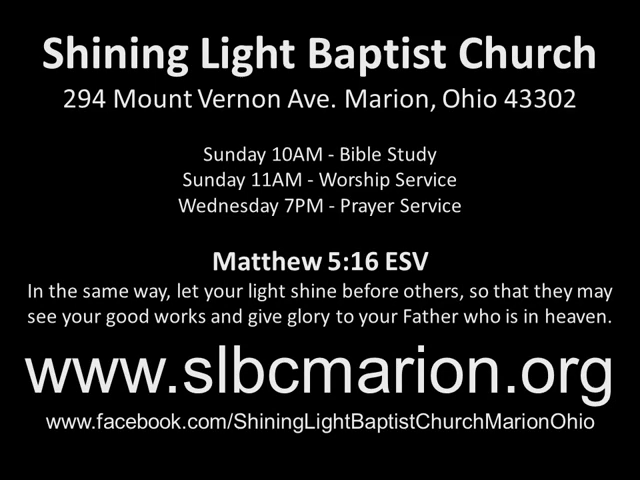 Shining Light Baptist Church
294 Mount Vernon Ave. Marion, Ohio 43302
Sunday 10AM - Bible Study
Sunday 11AM - Worship Service
Wednesday 7PM - Prayer Service
Matthew 5:16 ESV
In the same way, let your light shine before others, so that they may
see your good works and give glory to your Father who is in heaven.
www.slbcmarion.org
www.facebook.com/ShiningLightBaptistChurchMarionOhio